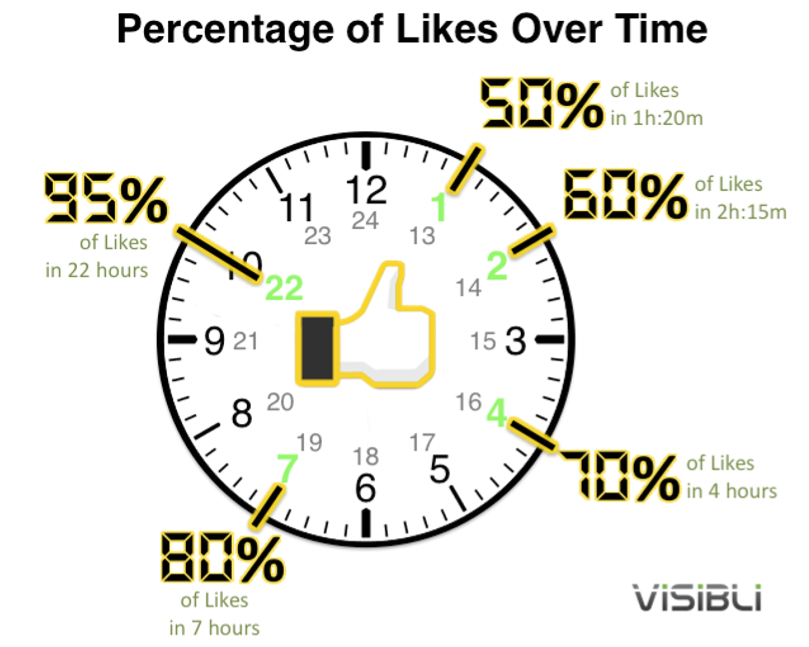 Percentage of Likes Over Time
50%
of Likes
in 1h:20m
60%
of Likes
in 2h:15m
95%
of Likes
in 22 hours
12
24
11
23
1
13
10
22
2
14
9
21
15
3
8
20
16
4
7
19
18
6
17
5
70%
of Likes
in 4 hours
80%
of Likes
in 7 hours
ViSiBLi